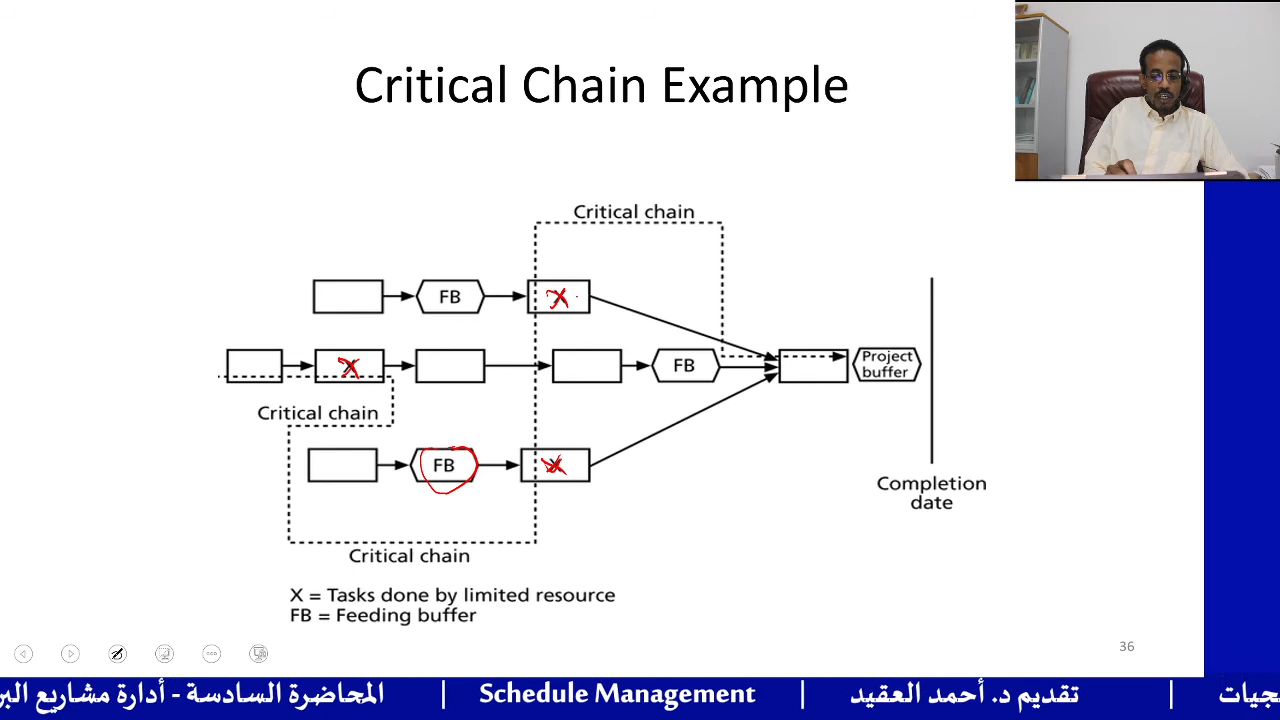 Critical Chain Example
Critical chain
FB
X
X
FB
Project
buffer
Critical chain
FB
X
Completion
date
Critical chain
X = Tasks done by limited resource
FB = Feeding buffer
36
المحاضرة السادسة - أدارة مشاريع البر | Schedule Management | تقديم د. أحمد العقيد | جيات